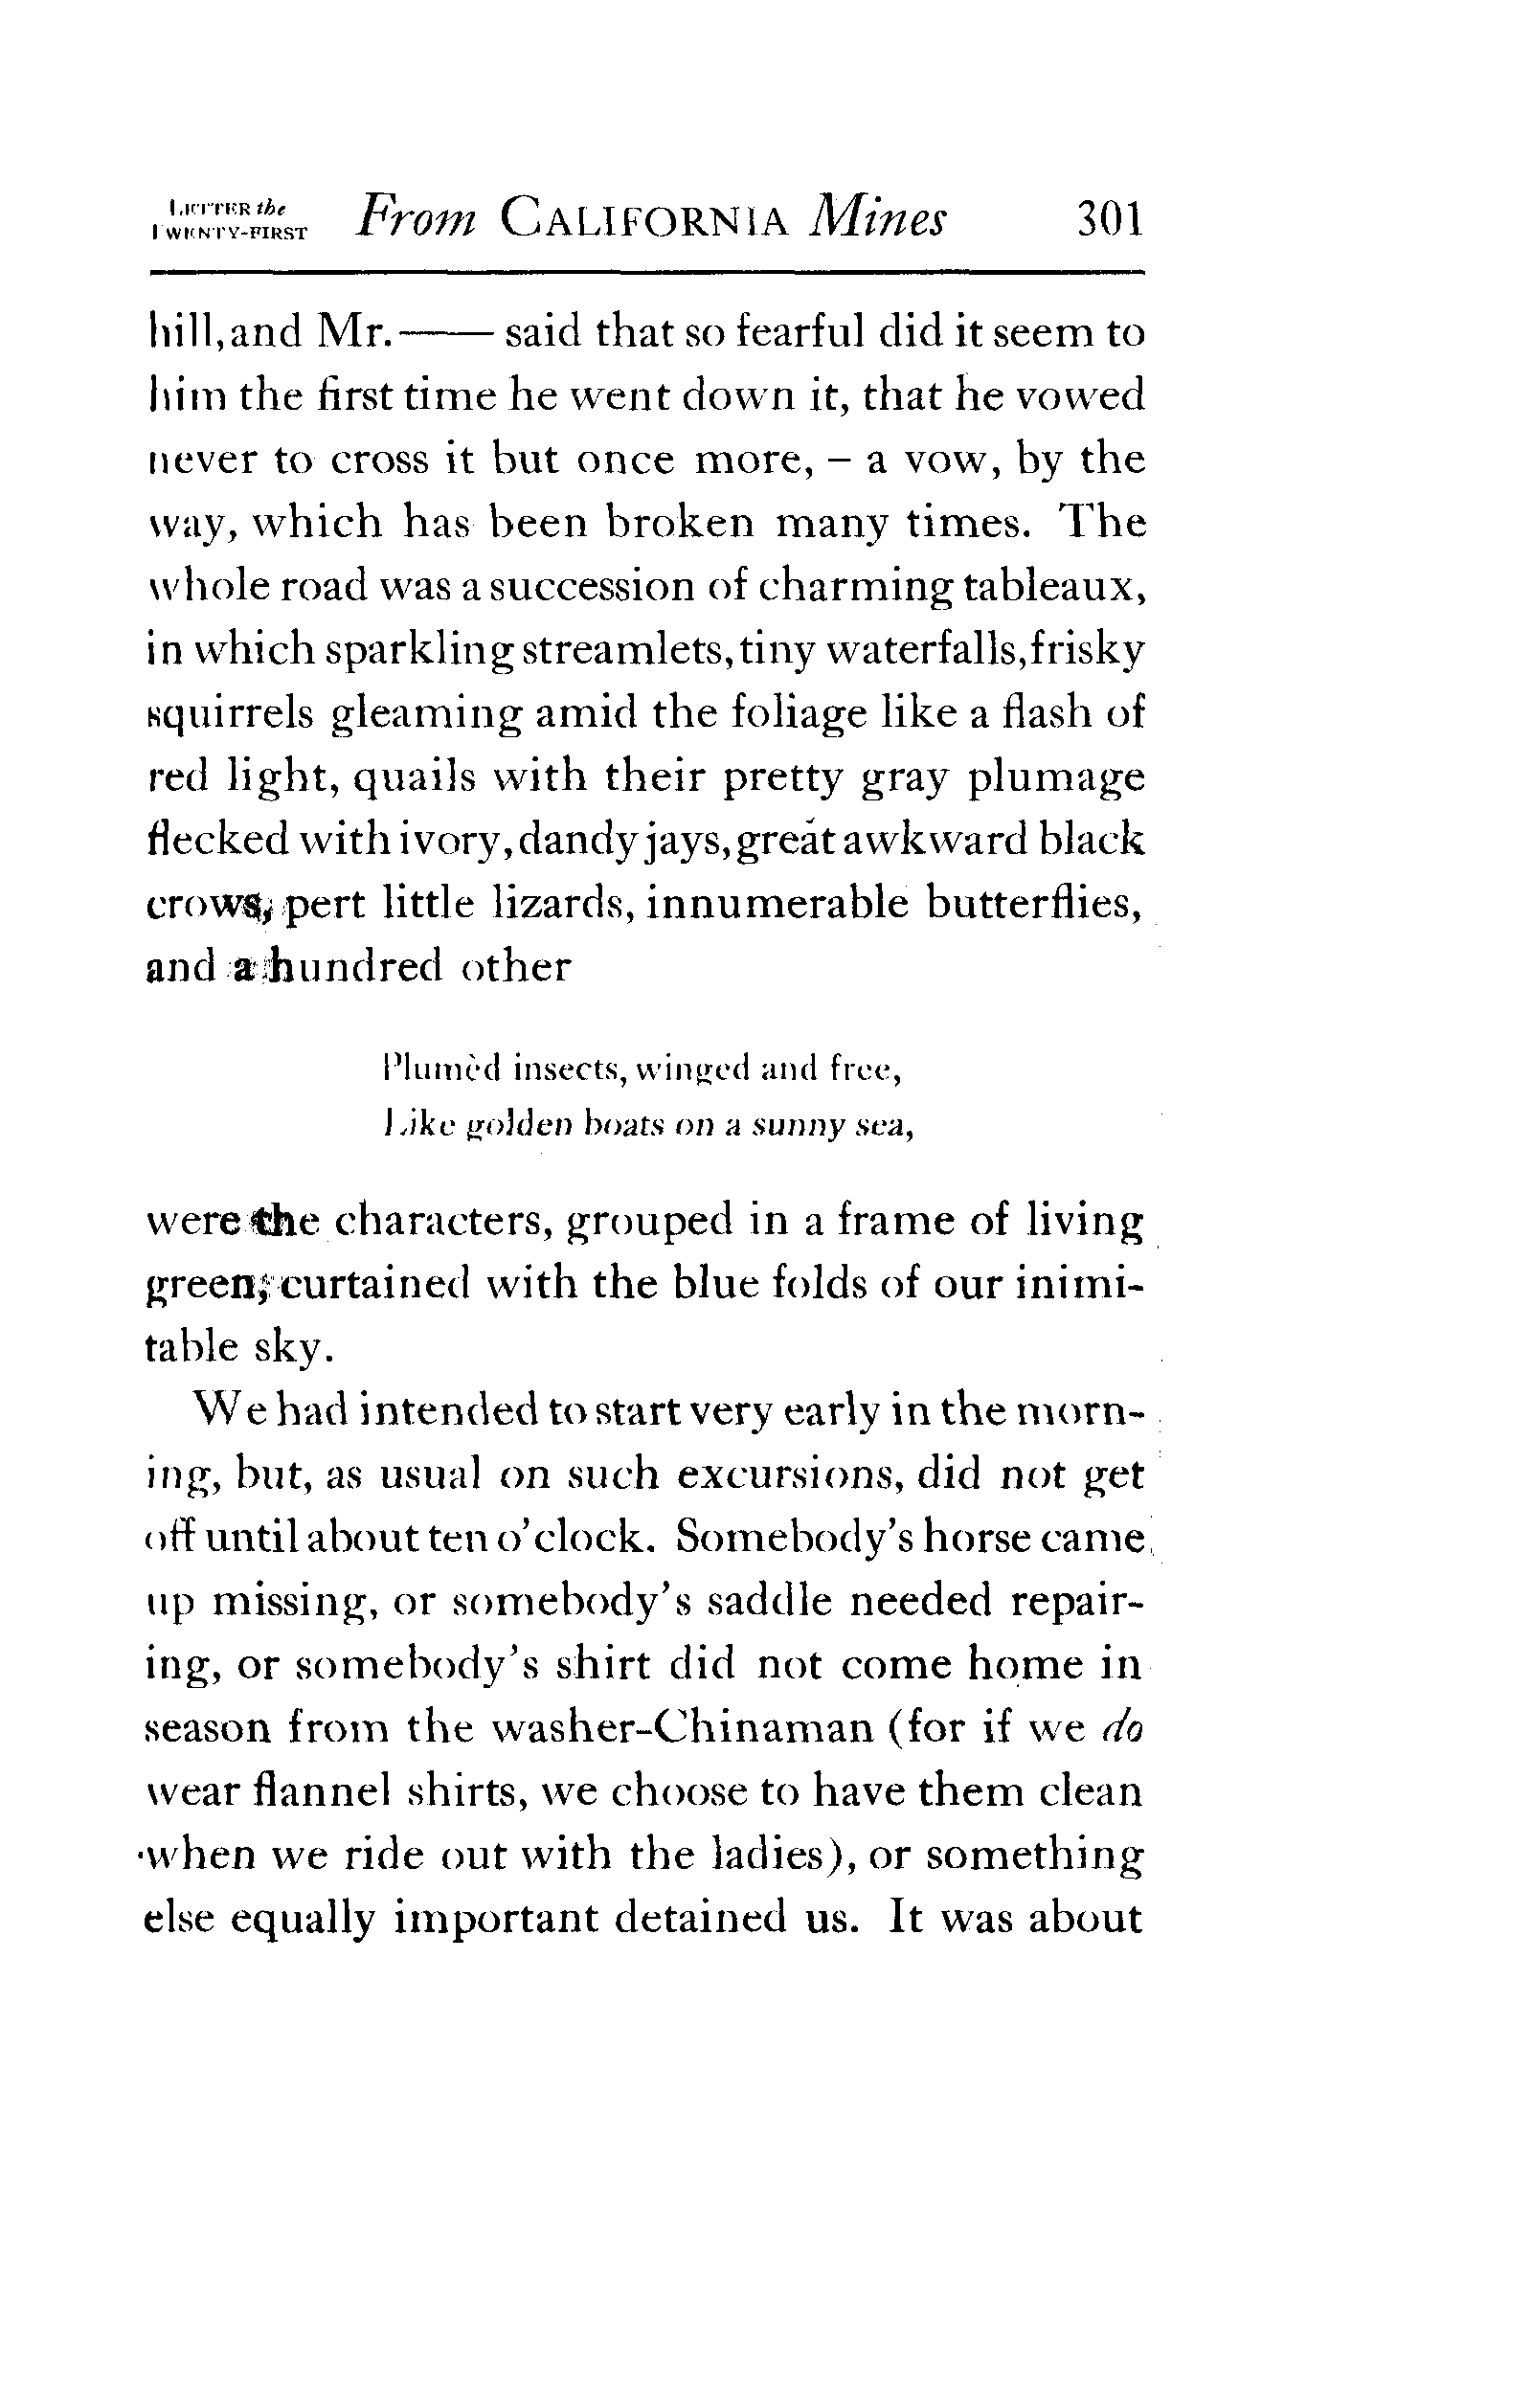 LETTER the
TWENTY-FIRST
From CALIFORNIA Mines 301
hill, and Mr. —— said that so fearful did it seem to
him the first time he went down it, that he vowed
never to cross it but once more, – a vow, by the
way, which has been broken many times. The
whole road was a succession of charming tableaux,
in which sparkling streamlets, tiny waterfalls, frisky
squirrels gleaming amid the foliage like a flash of
red light, quails with their pretty gray plumage
flecked with ivory, dandy jays, great awkward black
crows, pert little lizards, innumerable butterflies,
and a hundred other
Plumèd insects, winged and free,
Like golden boats on a sunny sea,
were the characters, grouped in a frame of living
green, curtained with the blue folds of our inimi-
table sky.
We had intended to start very early in the morn-
ing, but, as usual on such excursions, did not get
off until about ten o'clock. Somebody's horse came
up missing, or somebody's saddle needed repair-
ing, or somebody's shirt did not come home in
season from the washer-Chinaman (for if we do
wear flannel shirts, we choose to have them clean
when we ride out with the ladies), or something
else equally important detained us. It was about